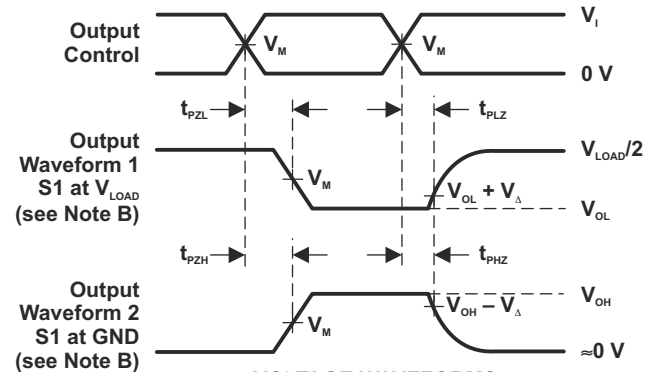 Output
Control
V_M
V_M
V_I
0 V
t_PZL
t_PLZ
Output
Waveform 1
S1 at V_LOAD
(see Note B)
V_M
V_OL + V_Δ
V_LOAD/2
V_OL
t_PZH
t_PHZ
Output
Waveform 2
S1 at GND
(see Note B)
V_M
V_OH – V_Δ
V_OH
≈0 V